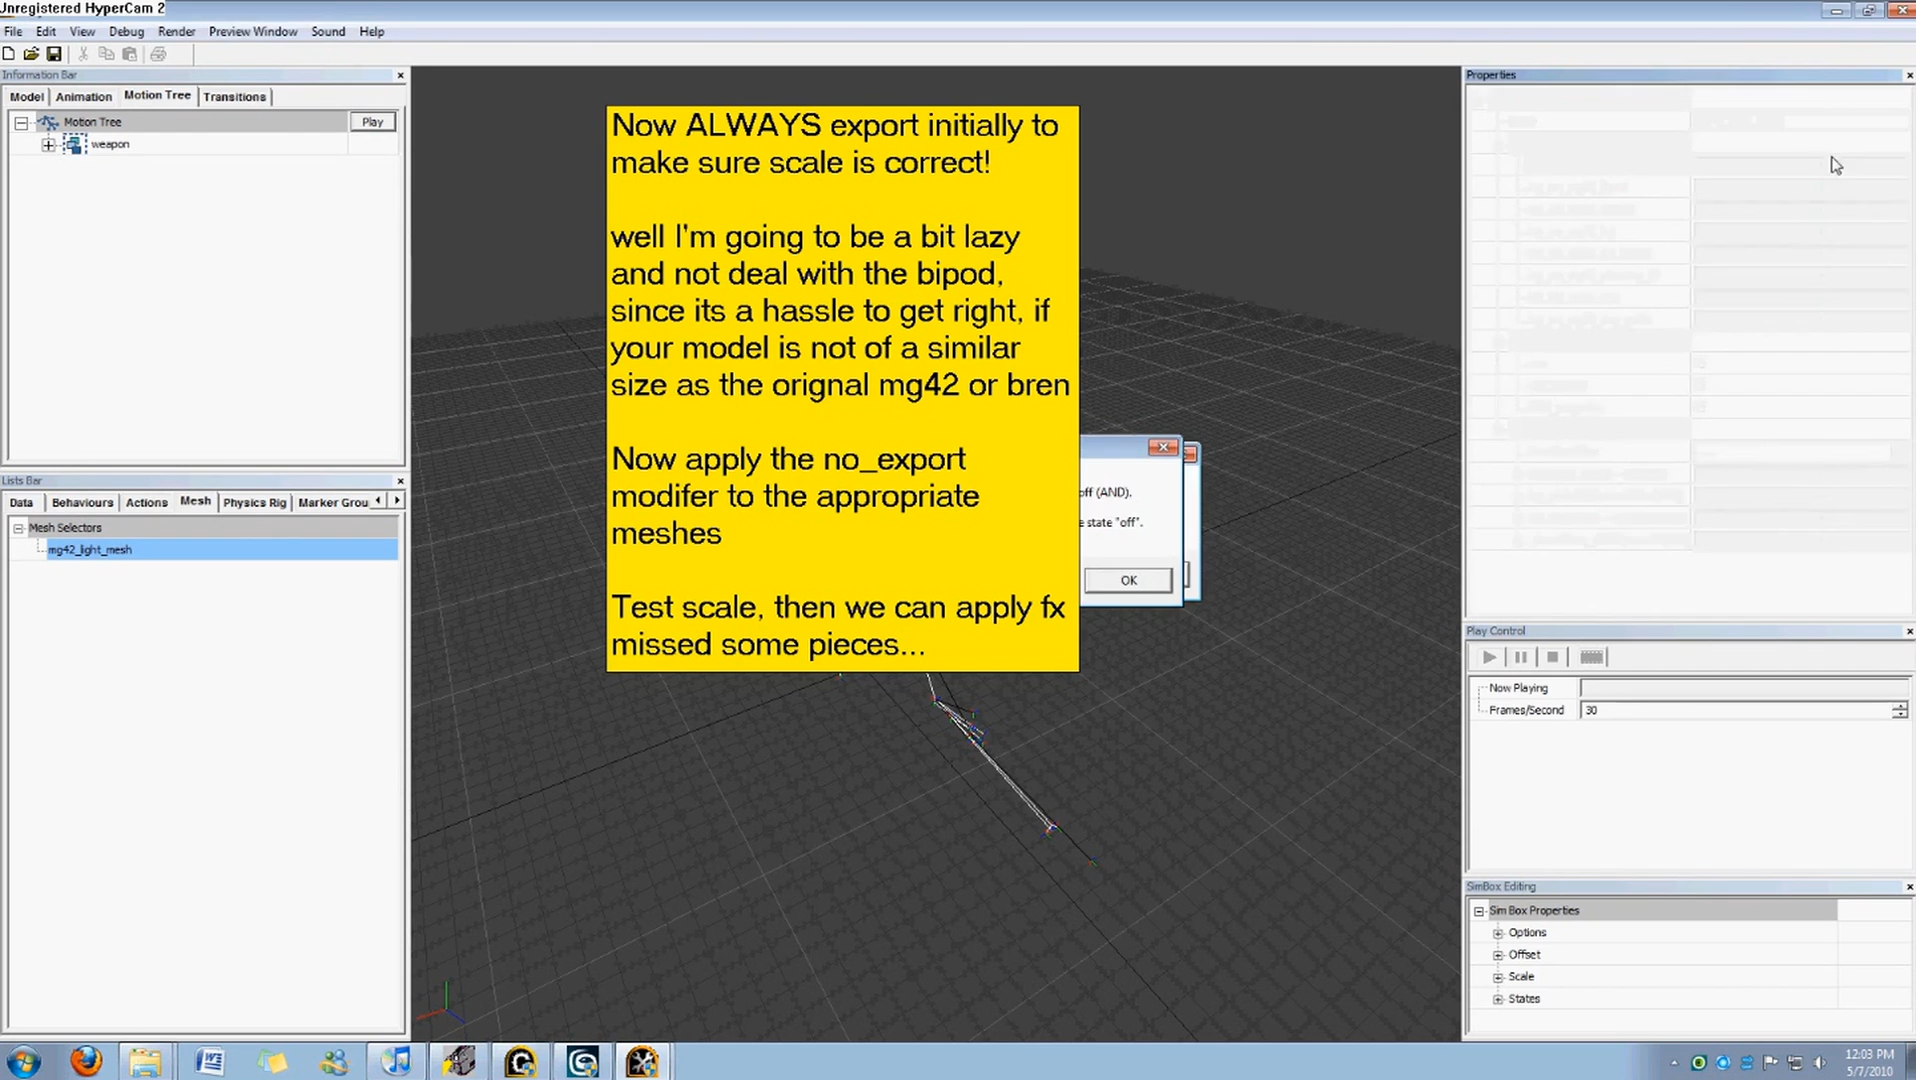 Unregistered HyperCam 2
File Edit View Debug Render Preview Window Sound Help
Information Bar
Model Animation Motion Tree Transitions
Motion Tree Play
weapon
Lists Bar
Data Behaviours Actions Mesh Physics Rig Marker Grou
Mesh Selectors
mg42_light_mesh
Now ALWAYS export initially to
make sure scale is correct!
well I'm going to be a bit lazy
and not deal with the bipod,
since its a hassle to get right, if
your model is not of a similar
size as the orignal mg42 or bren
Now apply the no_export
modifer to the appropriate
meshes
Test scale, then we can apply fx
missed some pieces...
off (AND).
e state "off".
OK
Properties
Play Control
Now Playing
Frames/Second 30
SimBox Editing
Sim Box Properties
Options
Offset
Scale
States
12:03 PM
5/7/2010